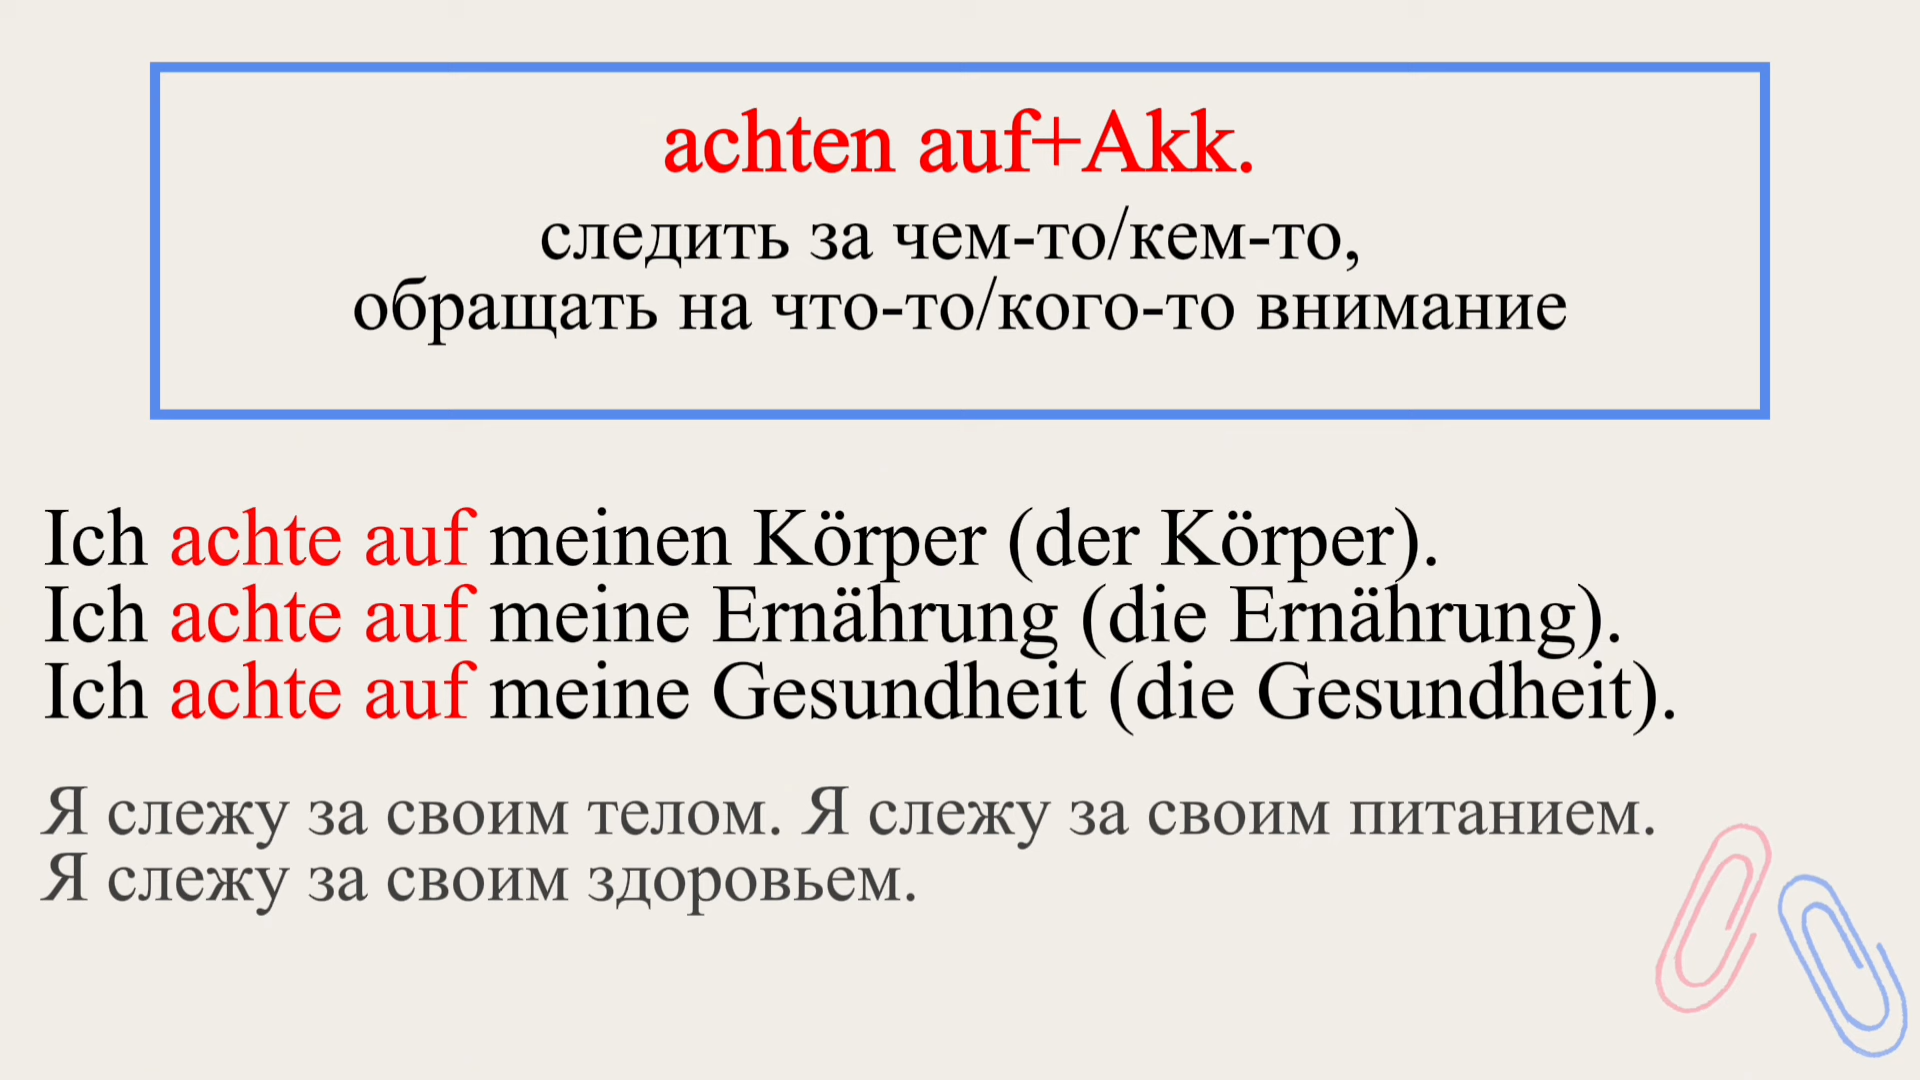 achten auf+Akk.
следить за чем-то/кем-то,
обращать на что-то/кого-то внимание
Ich achte auf meinen Körper (der Körper).
Ich achte auf meine Ernährung (die Ernährung).
Ich achte auf meine Gesundheit (die Gesundheit).
Я слежу за своим телом. Я слежу за своим питанием.
Я слежу за своим здоровьем.